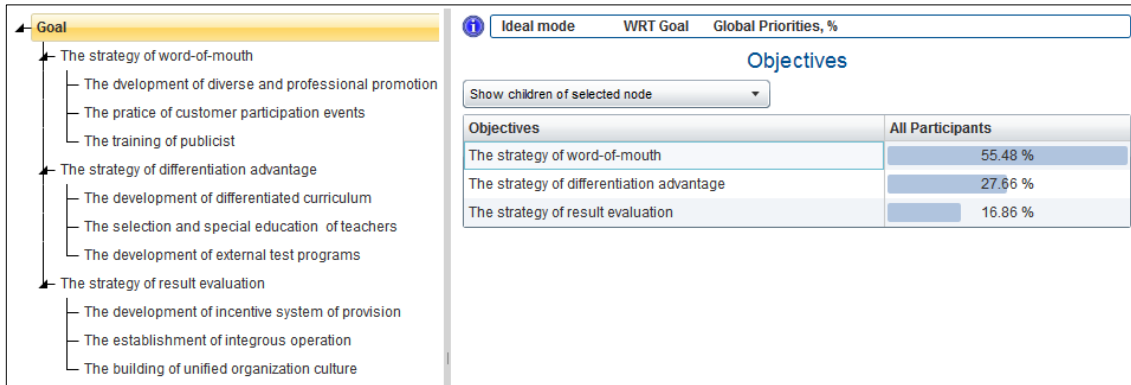 Goal
The strategy of word-of-mouth
The dvelopment of diverse and professional promotion
The pratice of customer participation events
The training of publicist
The strategy of differentiation advantage
The development of differentiated curriculum
The selection and special education of teachers
The development of external test programs
The strategy of result evaluation
The development of incentive system of provision
The establishment of integrous operation
The building of unified organization culture
Ideal mode WRT Goal Global Priorities, %
Objectives
Show children of selected node
Objectives All Participants
The strategy of word-of-mouth 55.48 %
The strategy of differentiation advantage 27.66 %
The strategy of result evaluation 16.86 %